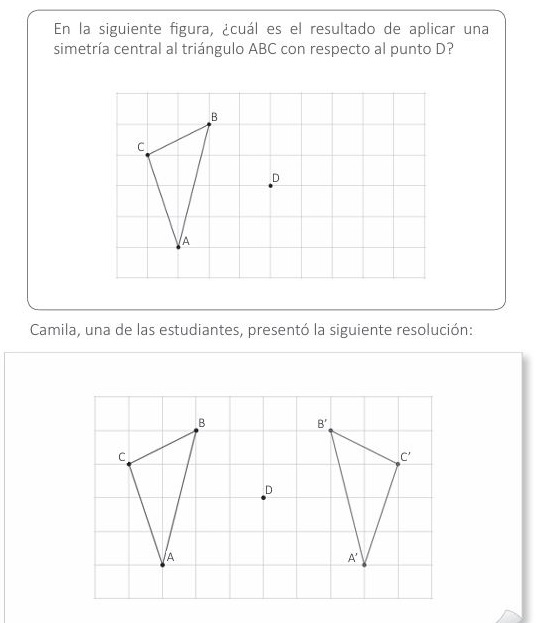 En la siguiente figura, ¿cuál es el resultado de aplicar una
simetría central al triángulo ABC con respecto al punto D?
B
C
D
A
Camila, una de las estudiantes, presentó la siguiente resolución:
B B’
C C’
D
A A’